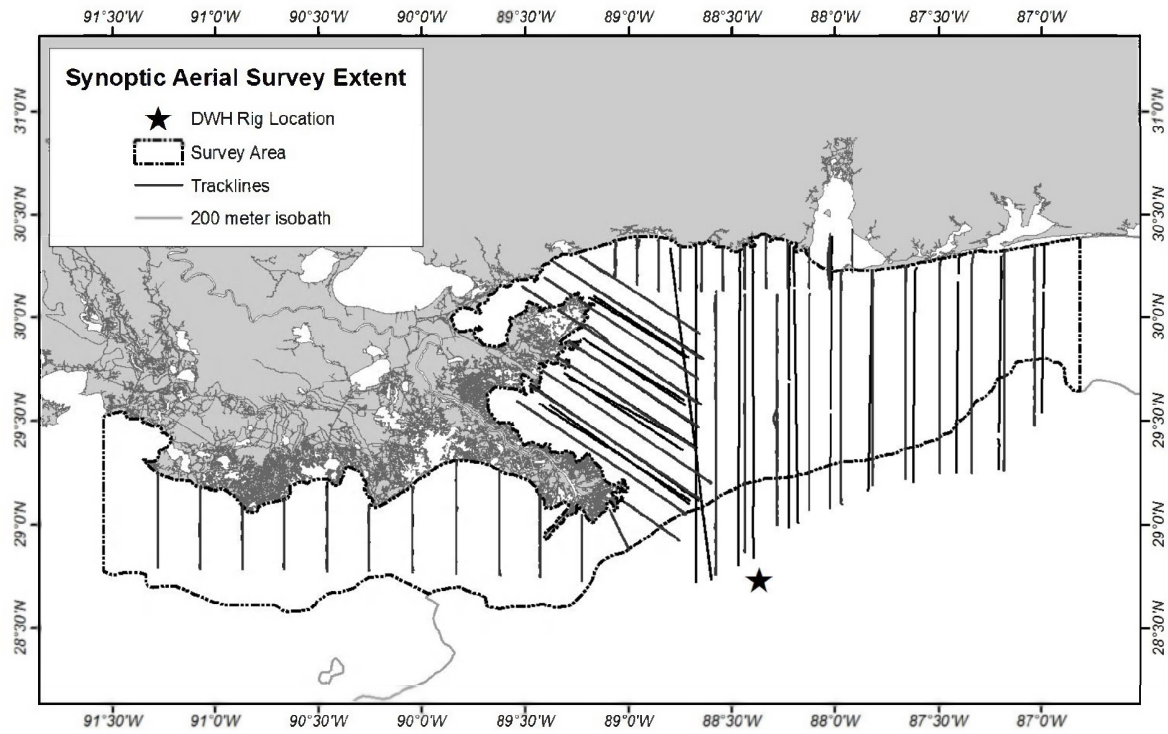 91°30'W 91°0'W 90°30'W 90°0'W 89°30'W 89°0'W 88°30'W 88°0'W 87°30'W 87°0'W
Synoptic Aerial Survey Extent
DWH Rig Location
Survey Area
Tracklines
200 meter isobath
31°0'N
30°30'N
30°0'N
29°30'N
29°0'N
28°30'N
31°0'N
30°30'N
30°0'N
29°30'N
29°0'N
28°30'N
91°30'W 91°0'W 90°30'W 90°0'W 89°30'W 89°0'W 88°30'W 88°0'W 87°30'W 87°0'W